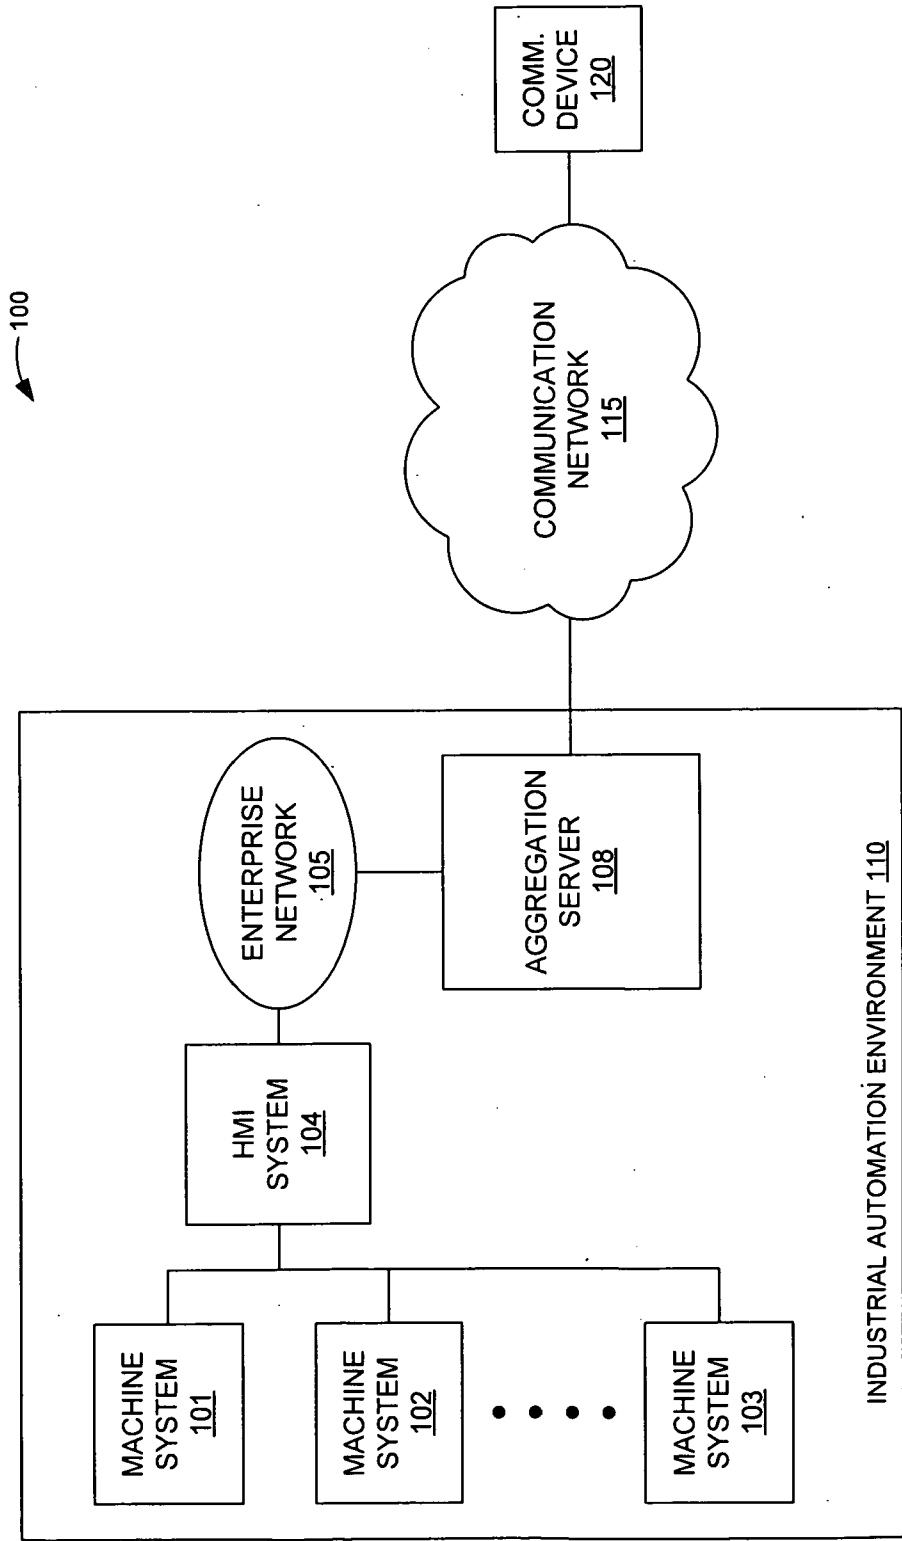 100
MACHINE
SYSTEM
101
MACHINE
SYSTEM
102
MACHINE
SYSTEM
103
HMI
SYSTEM
104
ENTERPRISE
NETWORK
105
AGGREGATION
SERVER
108
COMMUNICATION
NETWORK
115
COMM.
DEVICE
120
INDUSTRIAL AUTOMATION ENVIRONMENT 110